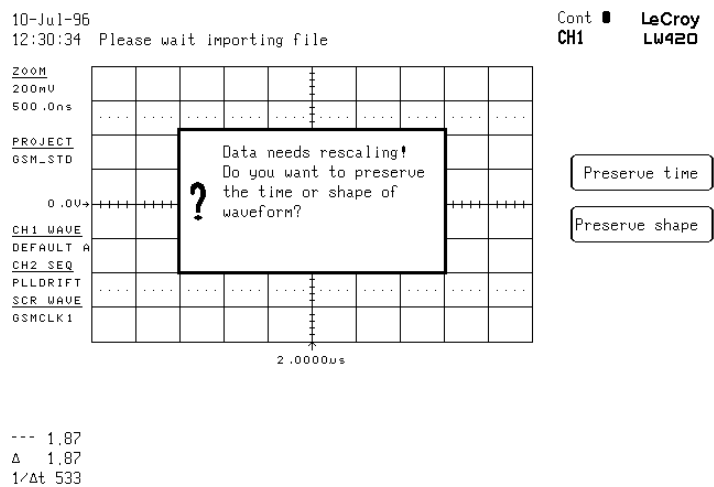 10-Jul-96
12:30:34 Please wait importing file
Cont
CH1
LeCroy
LW420
ZOOM
200mV
500.0ns
PROJECT
GSM_STD
0.0V
CH1 WAVE
DEFAULT A
CH2 SEQ
PLLDRIFT
SCR WAVE
GSMCLK1
Data needs rescaling!
Do you want to preserve
the time or shape of
waveform?
?
Preserve time
Preserve shape
2.0000us
--- 1.87
Δ 1.87
1/Δt 533